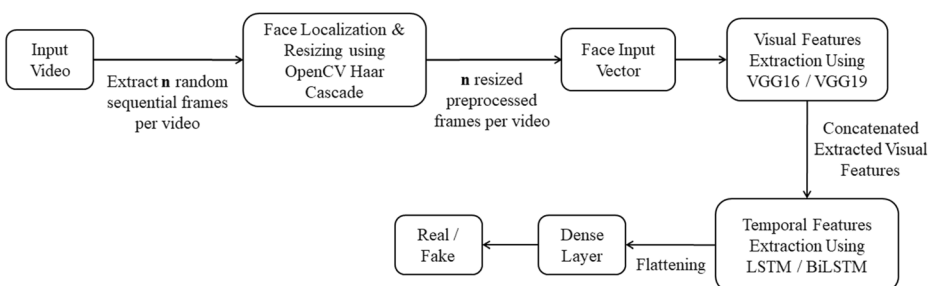 Input
Video
Extract n random
sequential frames
per video
Face Localization &
Resizing using
OpenCV Haar
Cascade
n resized
preprocessed
frames per video
Face Input
Vector
Visual Features
Extraction Using
VGG16 / VGG19
Concatenated
Extracted Visual
Features
Temporal Features
Extraction Using
LSTM / BiLSTM
Flattening
Dense
Layer
Real /
Fake